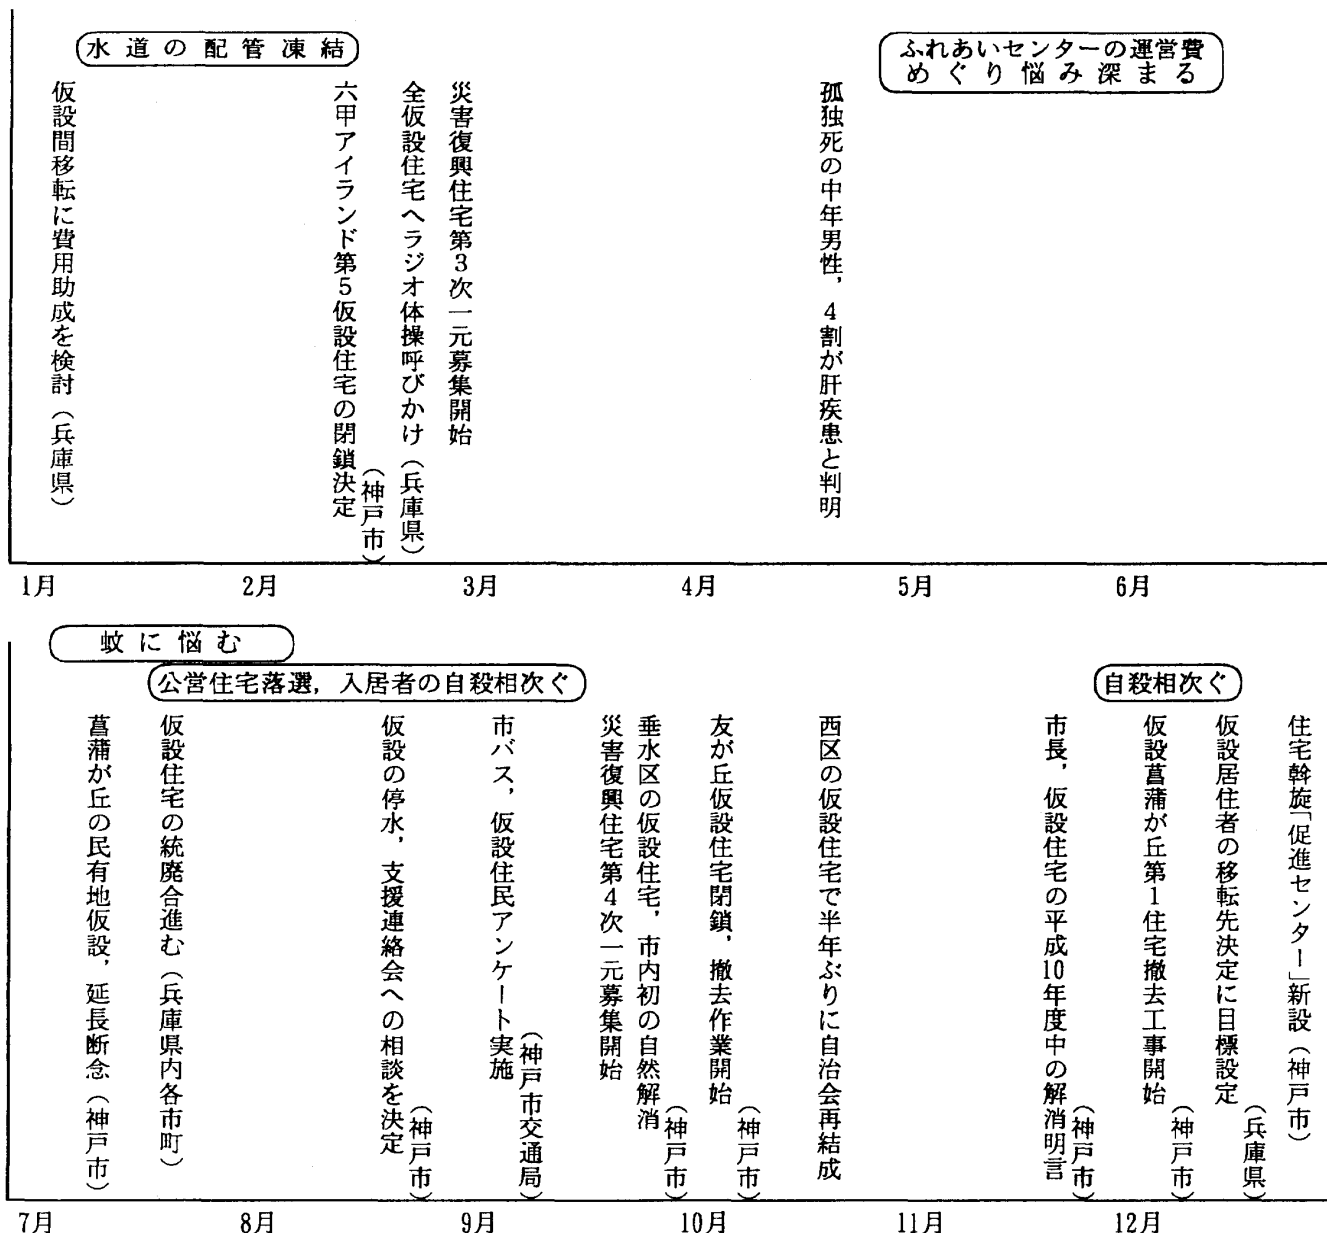 水道の配管凍結
ふれあいセンターの運営費
めぐり悩み深まる
仮設間移転に費用助成を検討（兵庫県）
六甲アイランド第５仮設住宅の閉鎖決定
（神戸市）
全仮設住宅へラジオ体操呼びかけ（兵庫県）
災害復興住宅第３次一元募集開始
孤独死の中年男性，４割が肝疾患と判明
1月
2月
3月
4月
5月
6月
蚊に悩む
公営住宅落選，入居者の自殺相次ぐ
自殺相次ぐ
菖蒲が丘の民有地仮設，延長断念（神戸市）
仮設住宅の統廃合進む（兵庫県内各市町）
仮設の停水，支援連絡会への相談を決定
（神戸市）
市バス，仮設住民アンケート実施
（神戸市交通局）
災害復興住宅第４次一元募集開始
垂水区の仮設住宅，市内初の自然解消
（神戸市）
友が丘仮設住宅閉鎖，撤去作業開始
（神戸市）
西区の仮設住宅で半年ぶりに自治会再結成
市長，仮設住宅の平成10年度中の解消明言
（神戸市）
仮設菖蒲が丘第１住宅撤去工事開始
（神戸市）
仮設居住者の移転先決定に目標設定
（兵庫県）
住宅斡旋「促進センター」新設（神戸市）
7月
8月
9月
10月
11月
12月